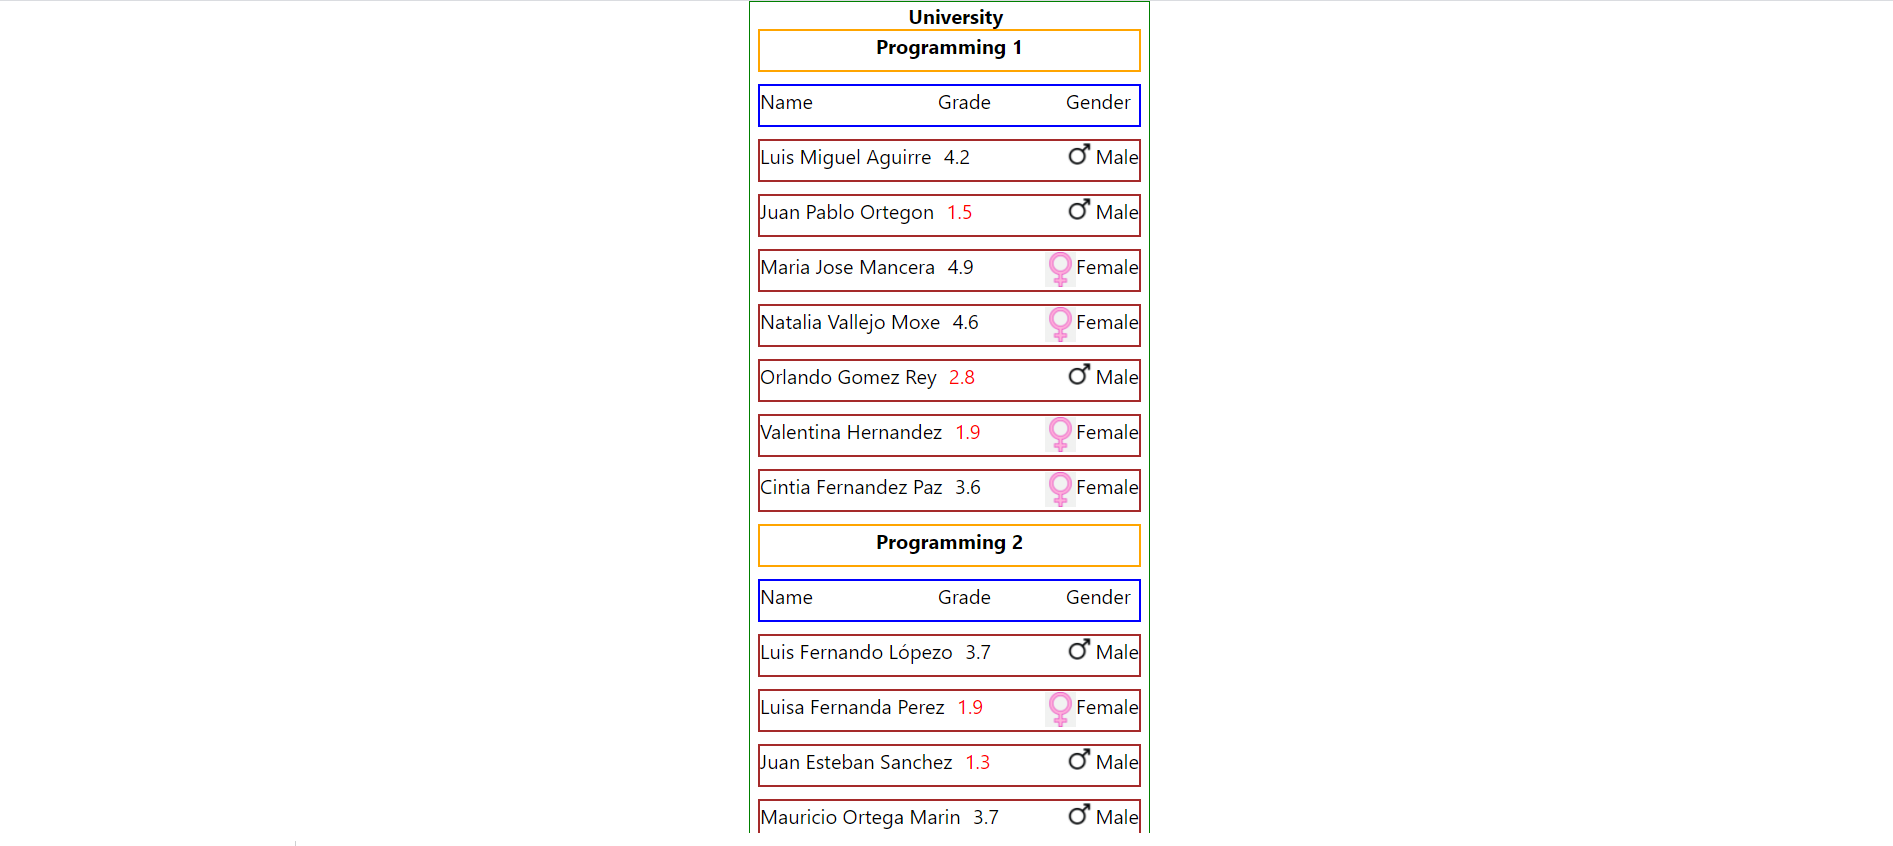 University
Programming 1
Name Grade Gender
Luis Miguel Aguirre 4.2 Male
Juan Pablo Ortegon 1.5 Male
Maria Jose Mancera 4.9 Female
Natalia Vallejo Moxe 4.6 Female
Orlando Gomez Rey 2.8 Male
Valentina Hernandez 1.9 Female
Cintia Fernandez Paz 3.6 Female
Programming 2
Name Grade Gender
Luis Fernando Lópezo 3.7 Male
Luisa Fernanda Perez 1.9 Female
Juan Esteban Sanchez 1.3 Male
Mauricio Ortega Marin 3.7 Male